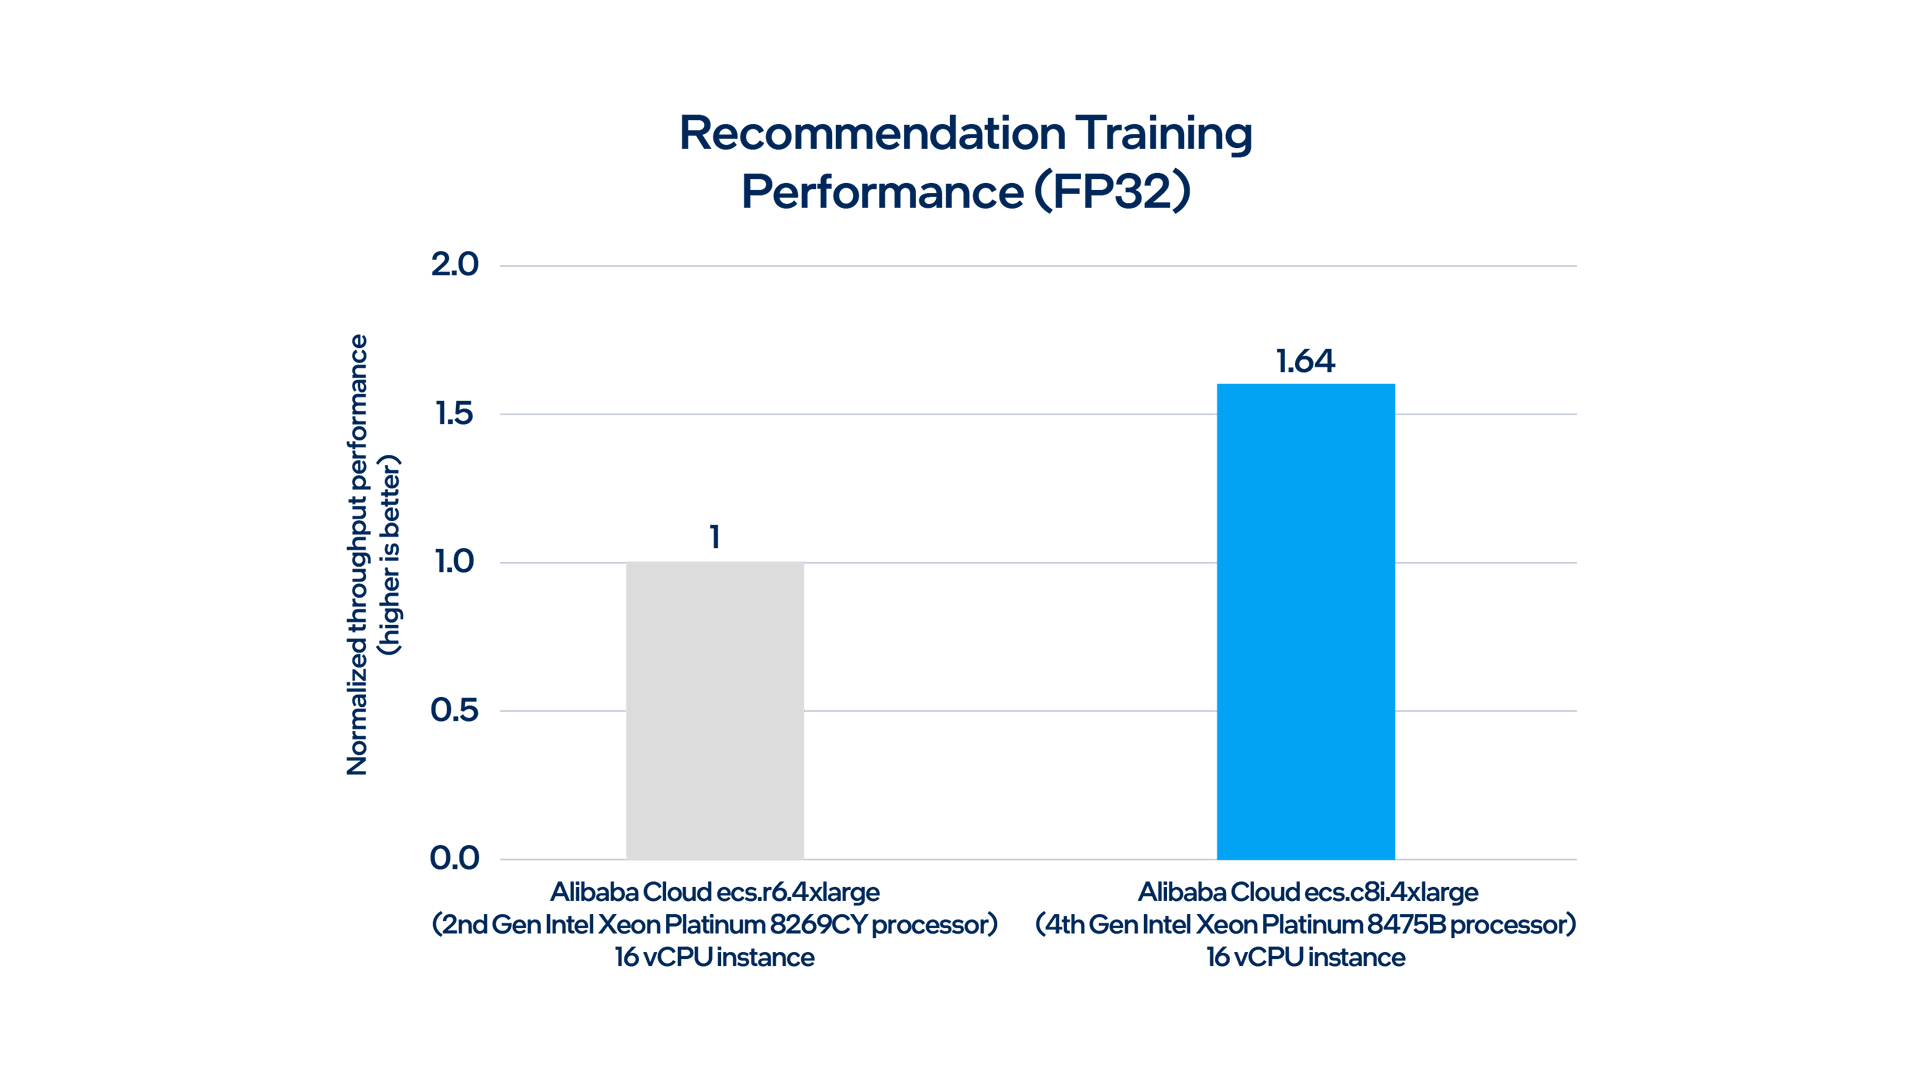 Recommendation Training
Performance (FP32)
Normalized throughput performance
(higher is better)
2.0
1.5
1.0
0.5
0.0
1
1.64
Alibaba Cloud ecs.r6.4xlarge
(2nd Gen Intel Xeon Platinum 8269CY processor)
16 vCPU instance
Alibaba Cloud ecs.c8i.4xlarge
(4th Gen Intel Xeon Platinum 8475B processor)
16 vCPU instance